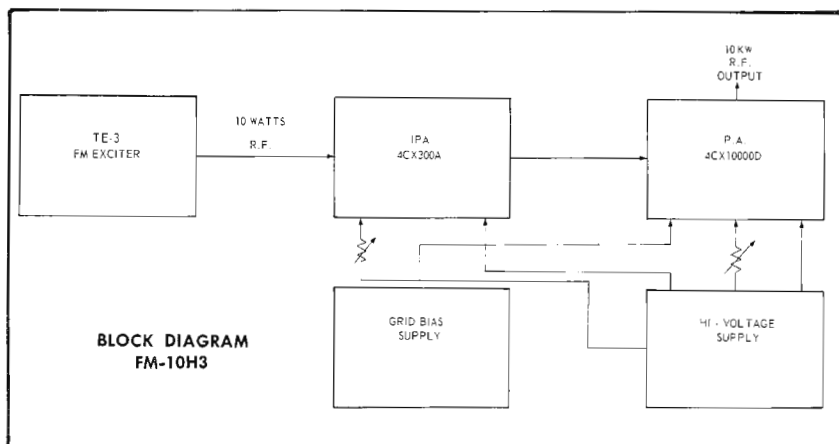 10 KW
R.F.
OUTPUT
TE-3
FM EXCITER
10 WATTS
R.F.
IPA
4CX300A
P.A.
4CX10000D
GRID BIAS
SUPPLY
HI - VOLTAGE
SUPPLY
BLOCK DIAGRAM
FM-10H3